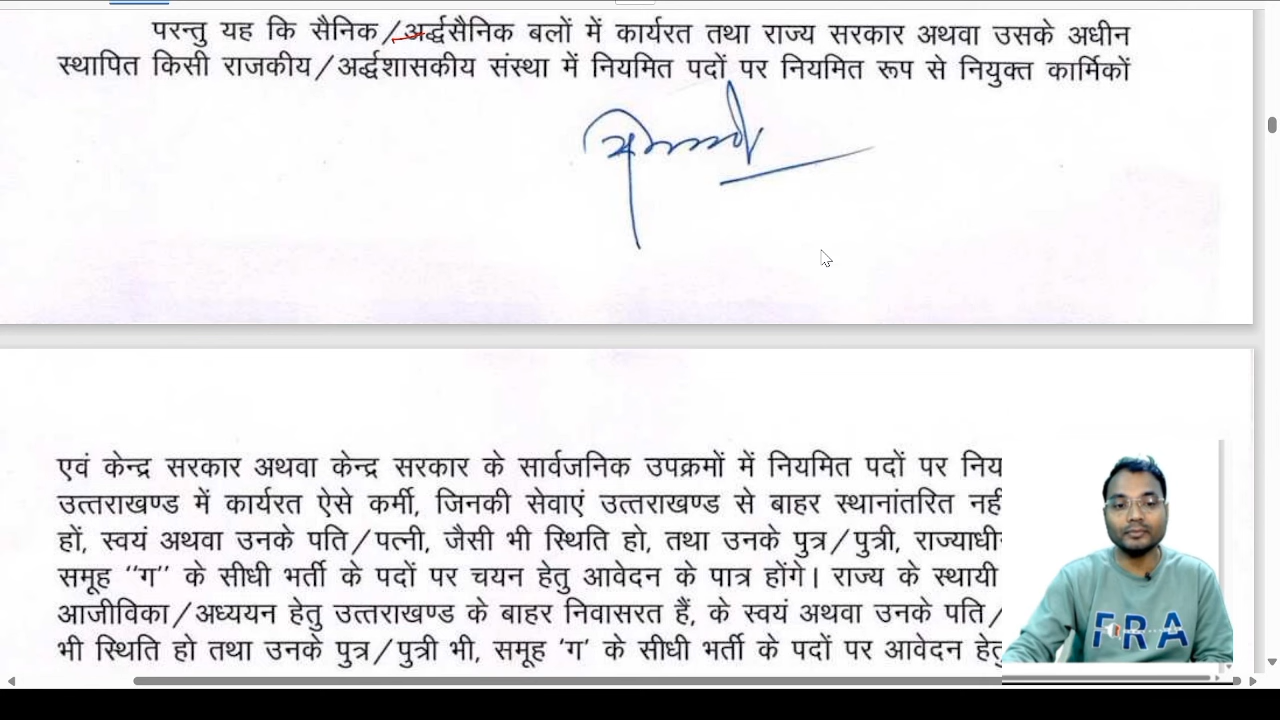 परन्तु यह कि सैनिक/अर्द्धसैनिक बलों में कार्यरत तथा राज्य सरकार अथवा उसके अधीन
स्थापित किसी राजकीय/अर्द्धशासकीय संस्था में नियमित पदों पर नियमित रूप से नियुक्त कार्मिकों
एवं केन्द्र सरकार अथवा केन्द्र सरकार के सार्वजनिक उपक्रमों में नियमित पदों पर निय
उत्तराखण्ड में कार्यरत ऐसे कर्मी, जिनकी सेवाएं उत्तराखण्ड से बाहर स्थानांतरित नही
हों, स्वयं अथवा उनके पति/पत्नी, जैसी भी स्थिति हो, तथा उनके पुत्र/पुत्री, राज्याधी
समूह ''ग'' के सीधी भर्ती के पदों पर चयन हेतु आवेदन के पात्र होंगे। राज्य के स्थायी
आजीविका/अध्ययन हेतु उत्तराखण्ड के बाहर निवासरत हैं, के स्वयं अथवा उनके पति/
भी स्थिति हो तथा उनके पुत्र/पुत्री भी, समूह 'ग' के सीधी भर्ती के पदों पर आवेदन हेतु
FRA